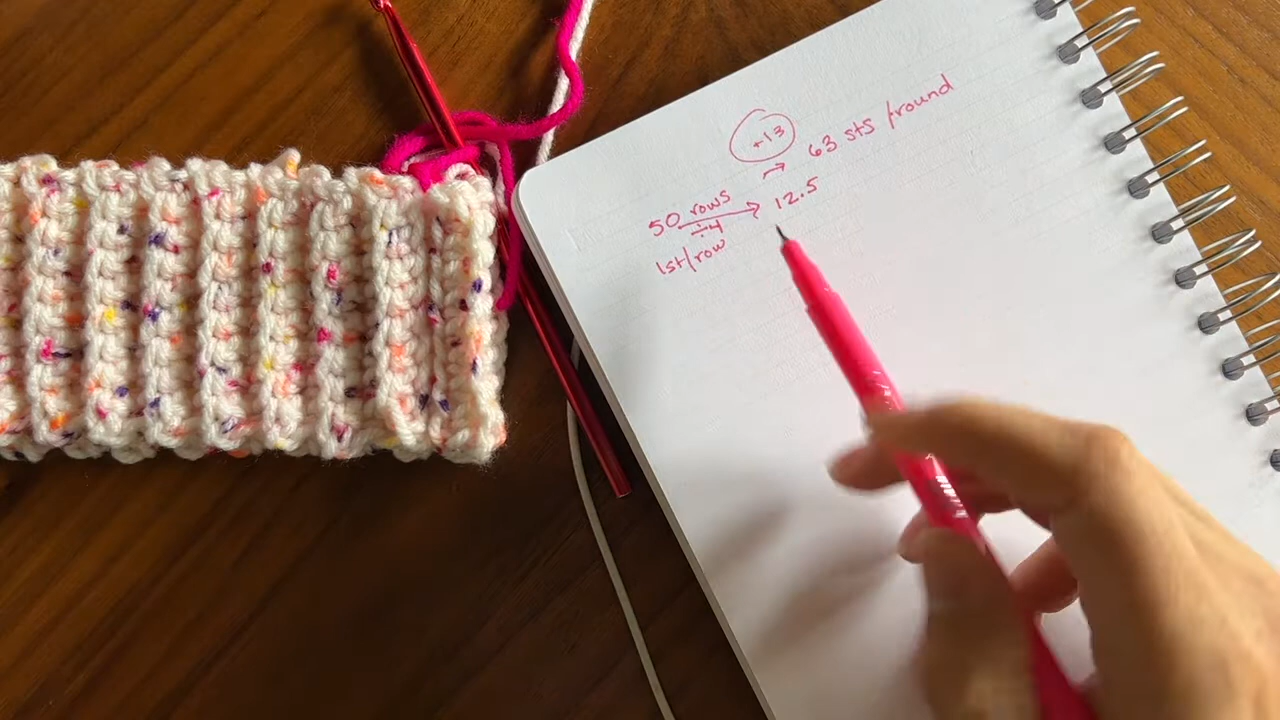 +13
→ 63 sts /round
50 rows → 12.5
÷4
1st/row